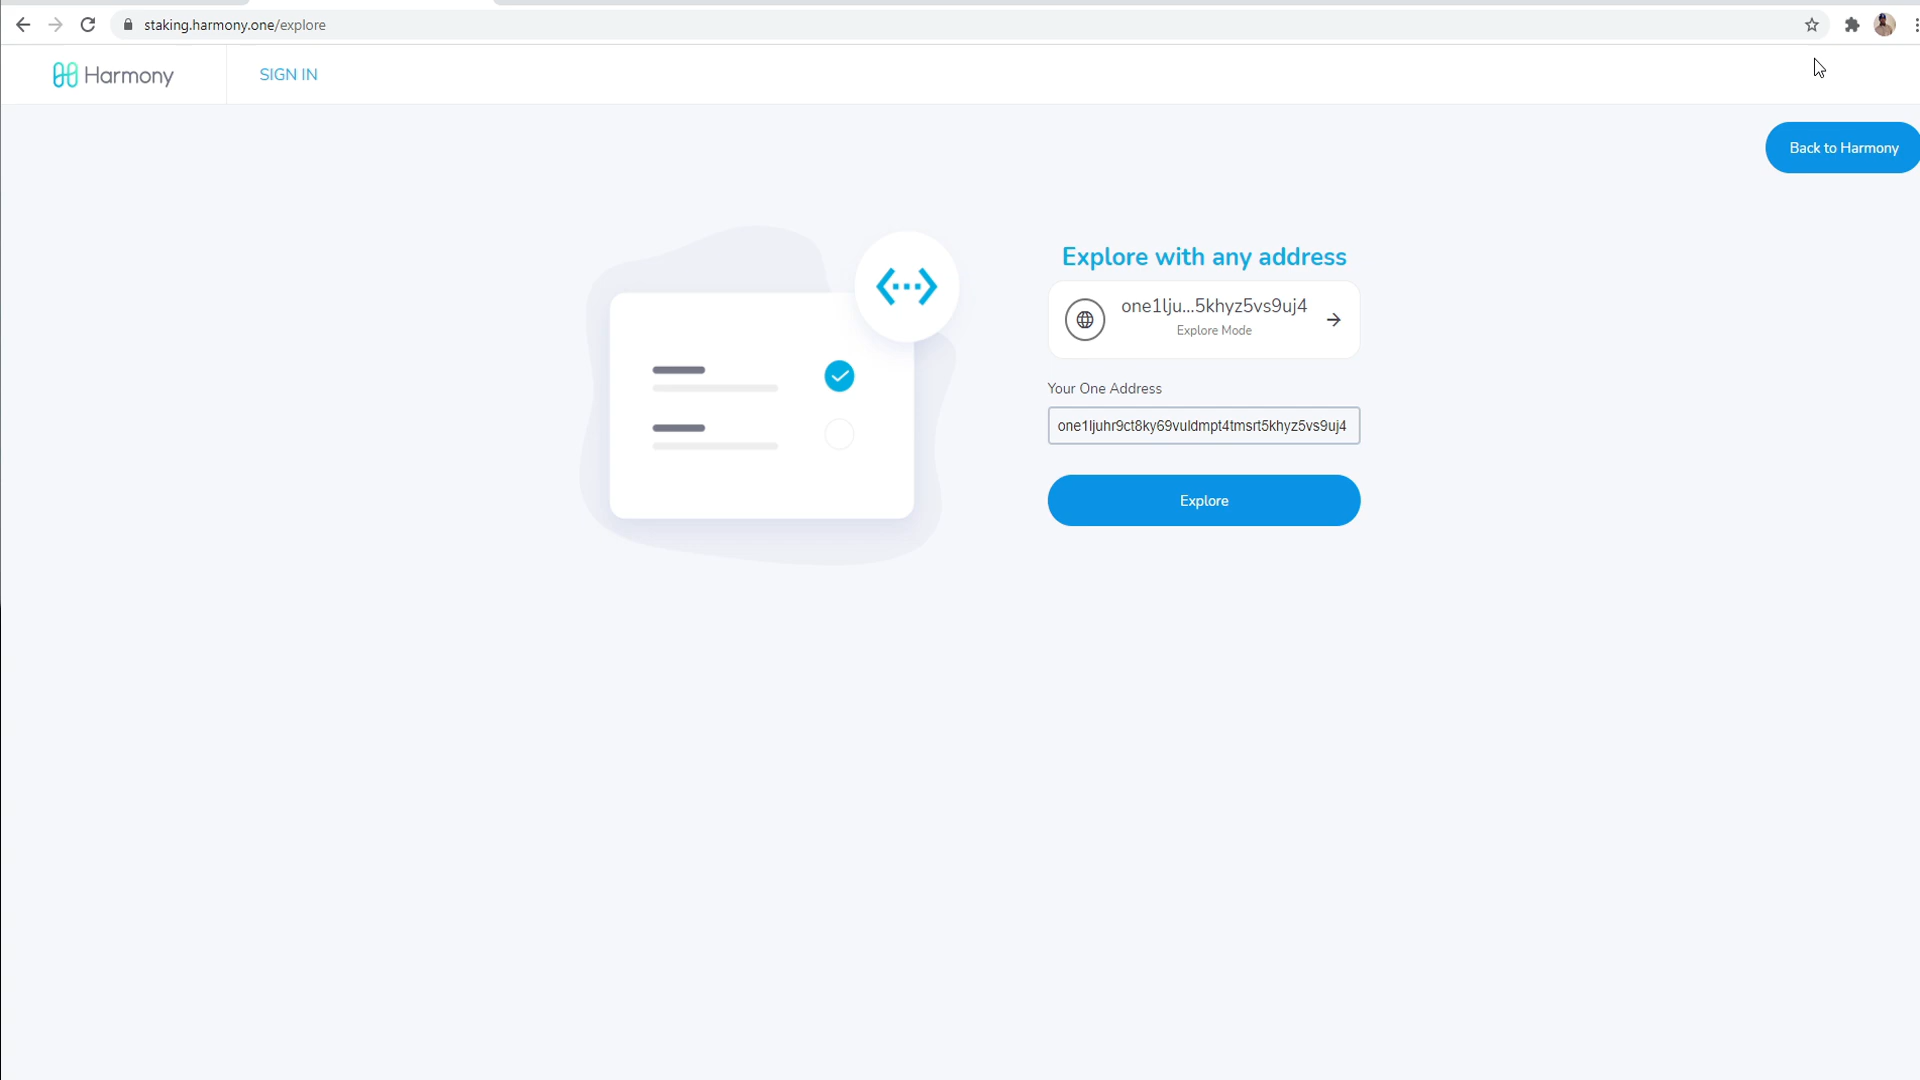 staking.harmony.one/explore
Harmony
SIGN IN
Back to Harmony
Explore with any address
one1lju...5khyz5vs9uj4
Explore Mode
Your One Address
one1ljuhr9ct8ky69vuldmpt4tmsrt5khyz5vs9uj4
Explore